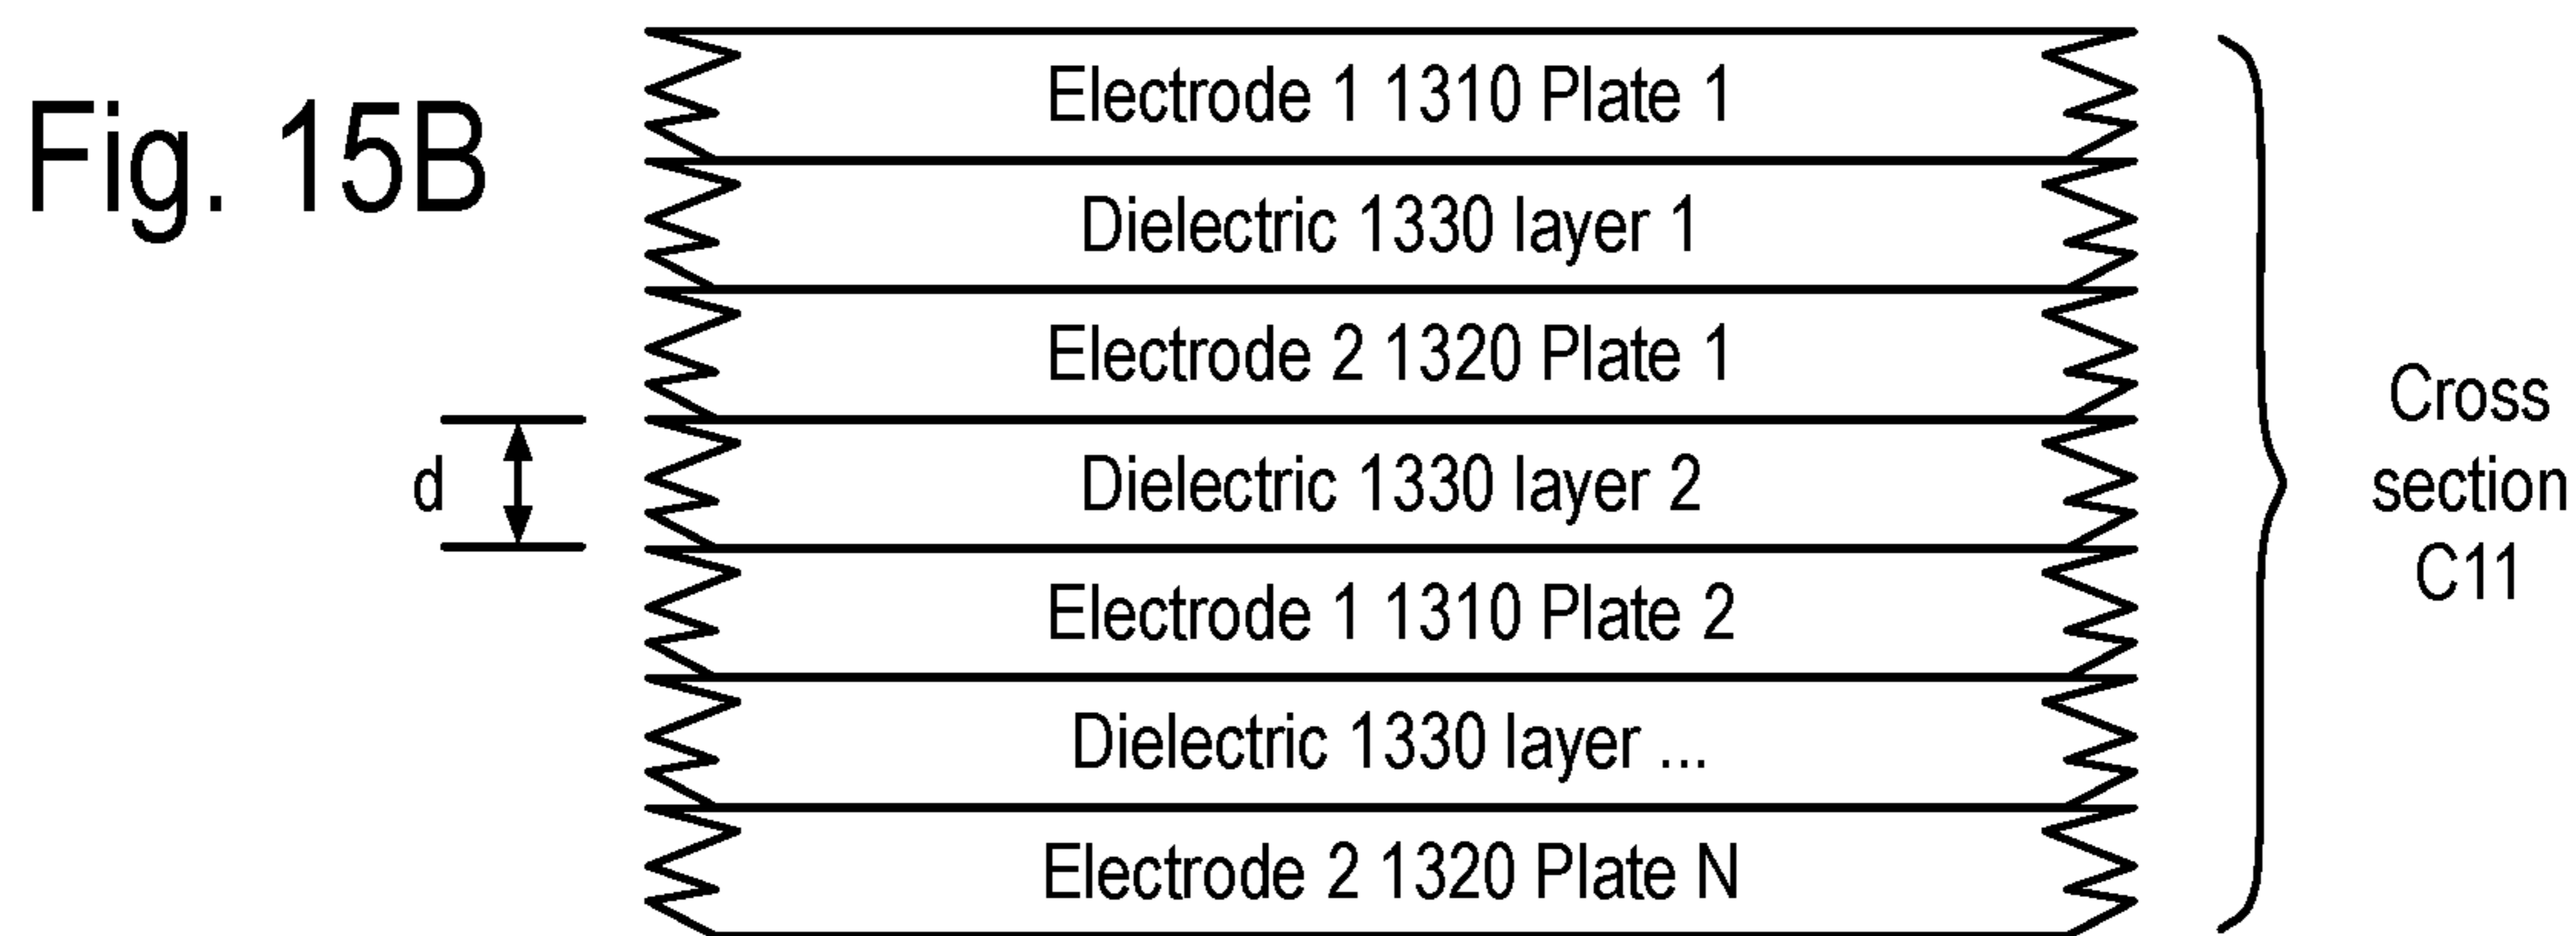 Fig. 15B
Electrode 1 1310 Plate 1
Dielectric 1330 layer 1
Electrode 2 1320 Plate 1
d
Dielectric 1330 layer 2
Electrode 1 1310 Plate 2
Dielectric 1330 layer ...
Electrode 2 1320 Plate N
Cross
section
C11